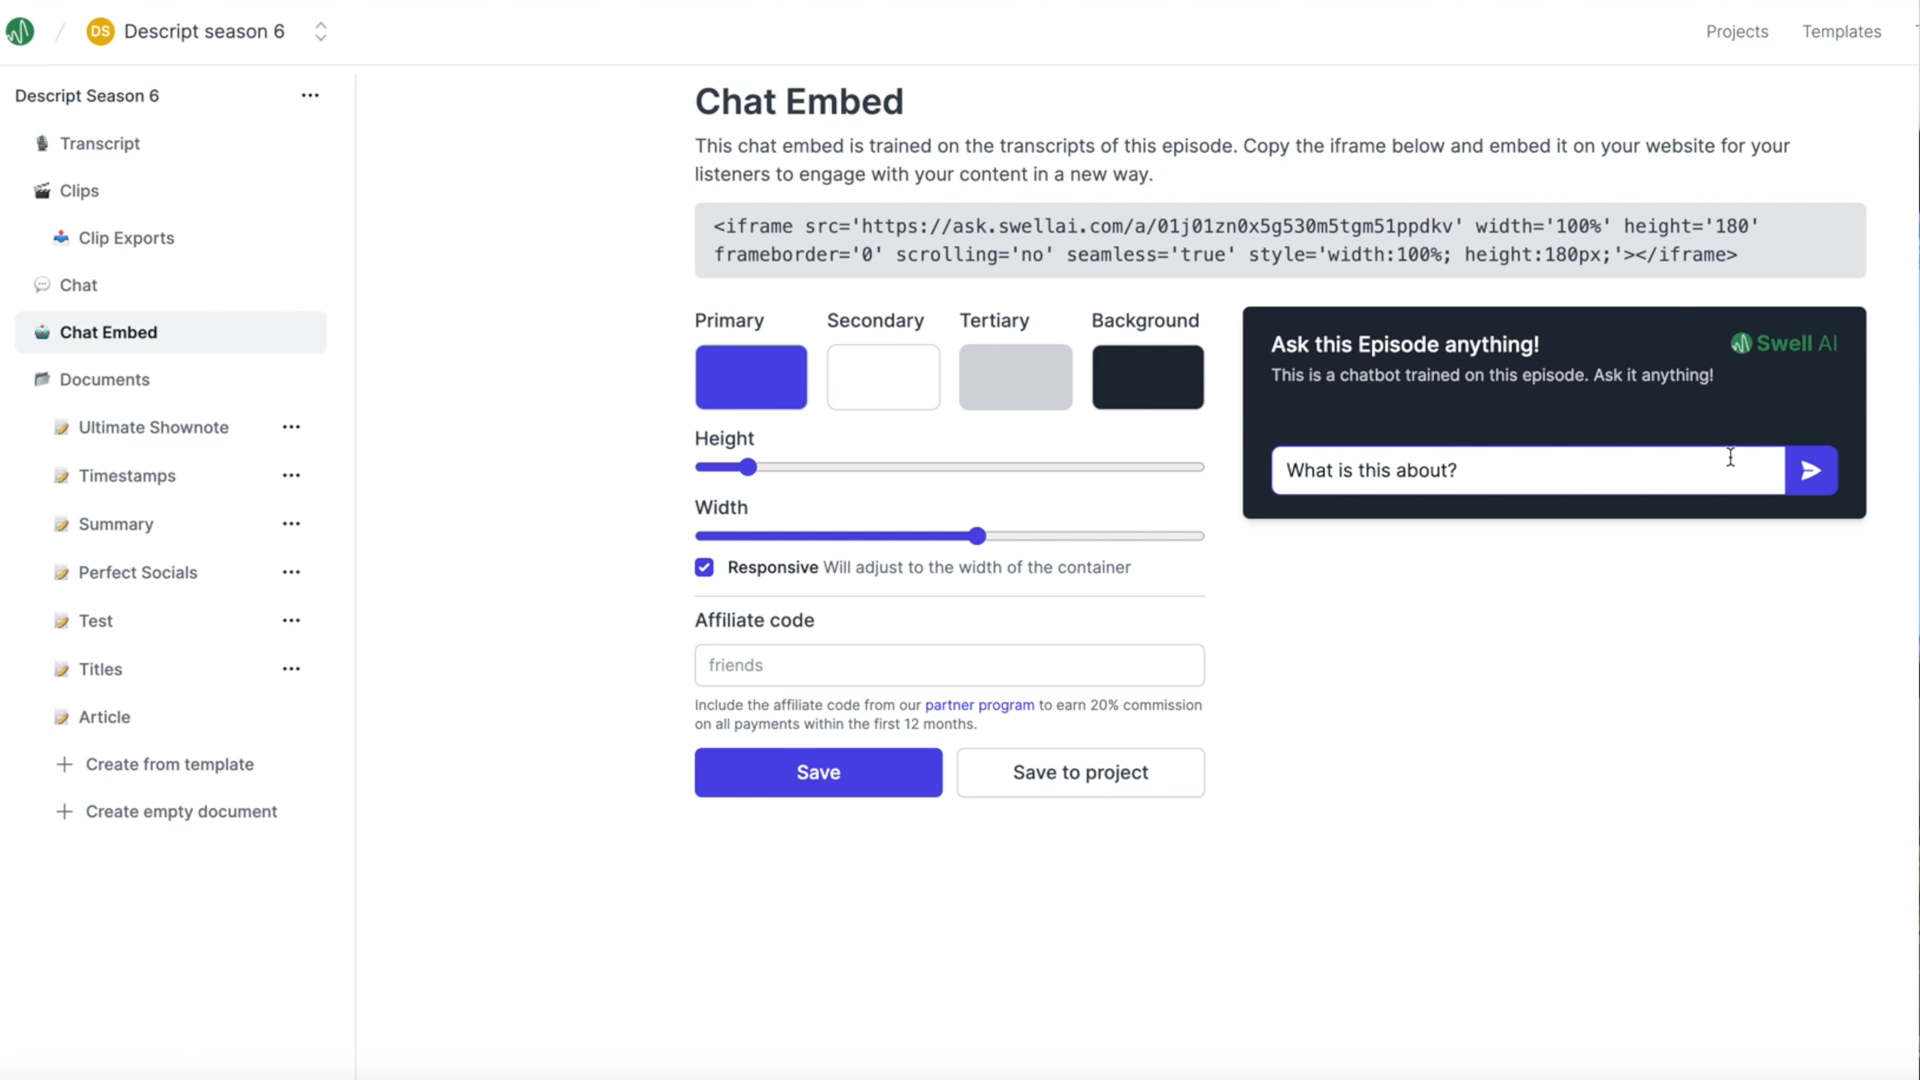 DS Descript season 6
Projects
Templates
Descript Season 6
Transcript
Clips
Clip Exports
Chat
Chat Embed
Documents
Ultimate Shownote
Timestamps
Summary
Perfect Socials
Test
Titles
Article
Create from template
Create empty document
Chat Embed
This chat embed is trained on the transcripts of this episode. Copy the iframe below and embed it on your website for your
listeners to engage with your content in a new way.
<iframe src='https://ask.swellai.com/a/01j01zn0x5g530m5tgm51ppdkv' width='100%' height='180'
frameborder='0' scrolling='no' seamless='true' style='width:100%; height:180px;'></iframe>
Primary
Secondary
Tertiary
Background
Height
Width
Responsive Will adjust to the width of the container
Affiliate code
friends
Include the affiliate code from our partner program to earn 20% commission
on all payments within the first 12 months.
Save
Save to project
Ask this Episode anything!
Swell AI
This is a chatbot trained on this episode. Ask it anything!
What is this about?